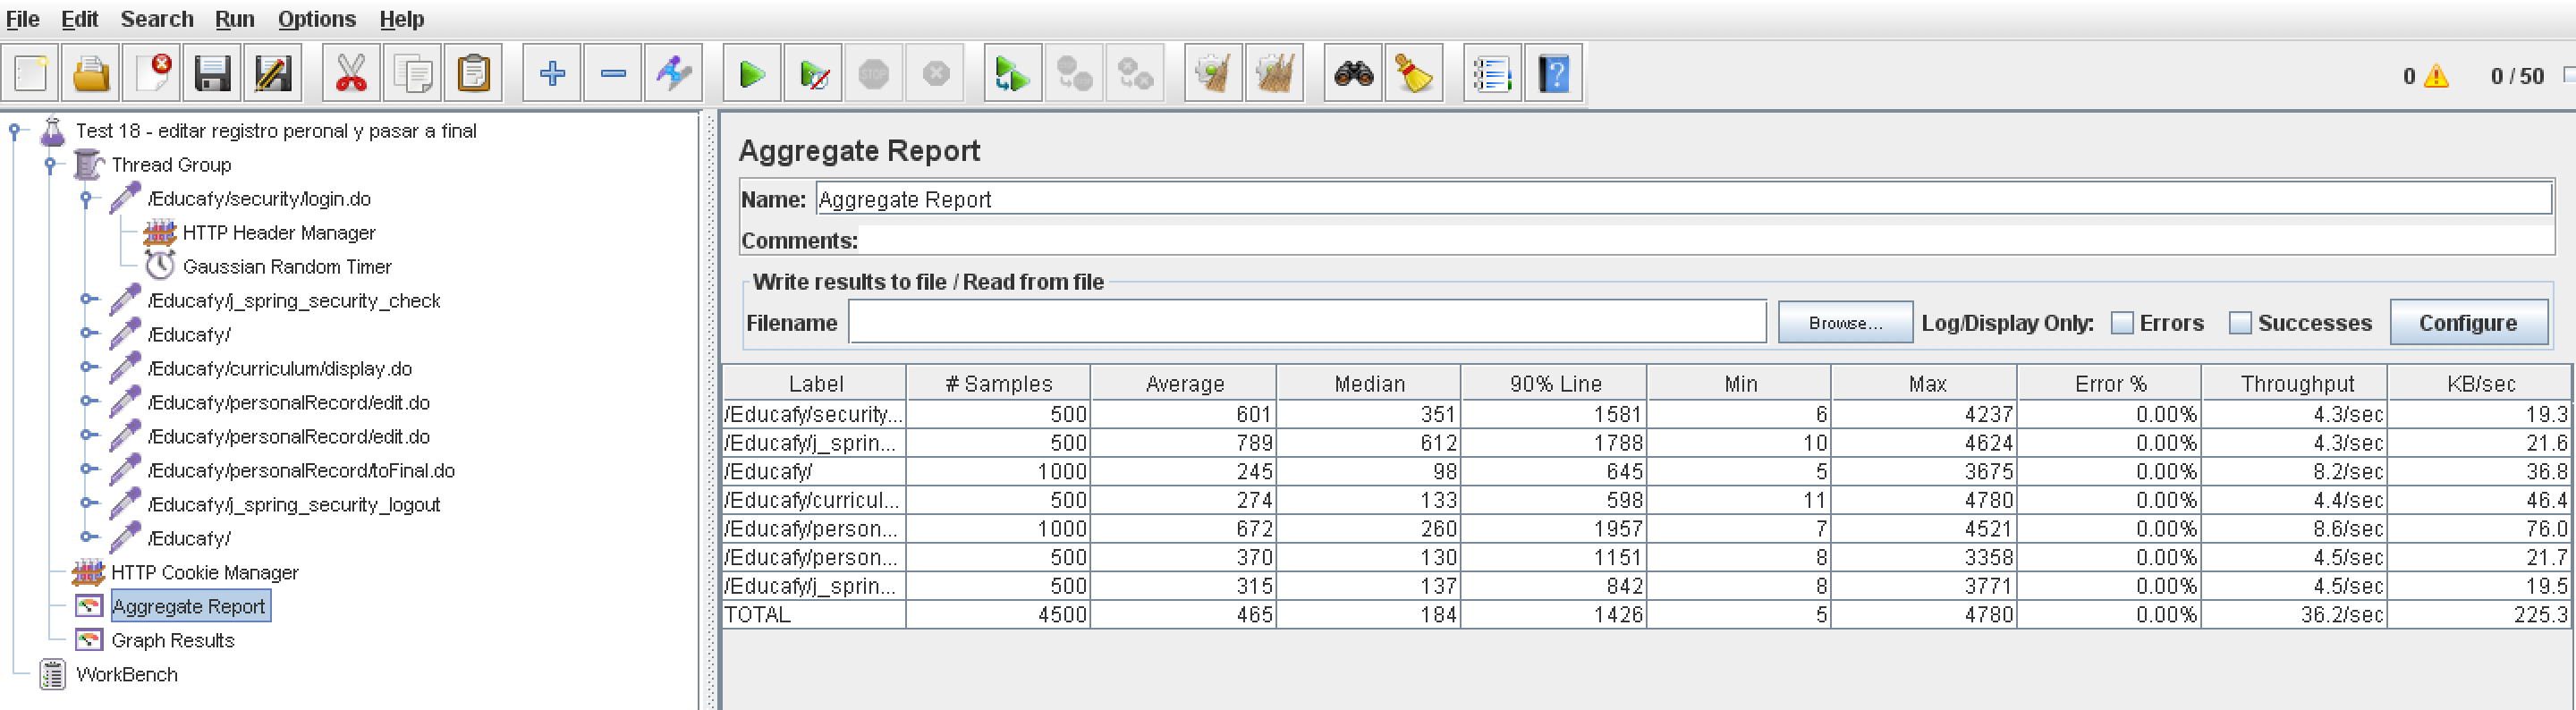 File Edit Search Run Options Help
STOP
0 0 / 50
Test 18 - editar registro peronal y pasar a final
Thread Group
/Educafy/security/login.do
HTTP Header Manager
Gaussian Random Timer
/Educafy/j_spring_security_check
/Educafy/
/Educafy/curriculum/display.do
/Educafy/personalRecord/edit.do
/Educafy/personalRecord/edit.do
/Educafy/personalRecord/toFinal.do
/Educafy/j_spring_security_logout
/Educafy/
HTTP Cookie Manager
Aggregate Report
Graph Results
WorkBench
Aggregate Report
Name: Aggregate Report
Comments:
Write results to file / Read from file
Filename Browse... Log/Display Only: Errors Successes Configure
Label # Samples Average Median 90% Line Min Max Error % Throughput KB/sec
/Educafy/security... 500 601 351 1581 6 4237 0.00% 4.3/sec 19.3
/Educafy/j_sprin... 500 789 612 1788 10 4624 0.00% 4.3/sec 21.6
/Educafy/ 1000 245 98 645 5 3675 0.00% 8.2/sec 36.8
/Educafy/curricul... 500 274 133 598 11 4780 0.00% 4.4/sec 46.4
/Educafy/person... 1000 672 260 1957 7 4521 0.00% 8.6/sec 76.0
/Educafy/person... 500 370 130 1151 8 3358 0.00% 4.5/sec 21.7
/Educafy/j_sprin... 500 315 137 842 8 3771 0.00% 4.5/sec 19.5
TOTAL 4500 465 184 1426 5 4780 0.00% 36.2/sec 225.3